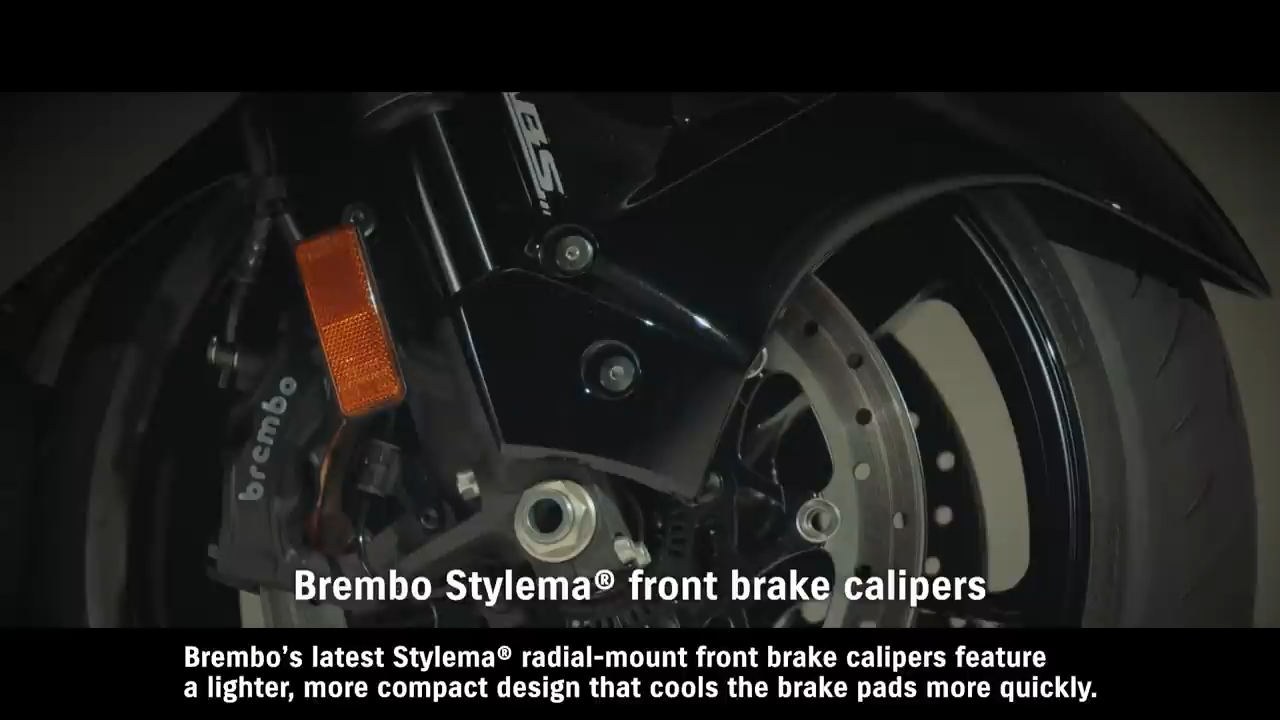 ABS
brembo
Brembo Stylema® front brake calipers
Brembo's latest Stylema® radial-mount front brake calipers feature
a lighter, more compact design that cools the brake pads more quickly.